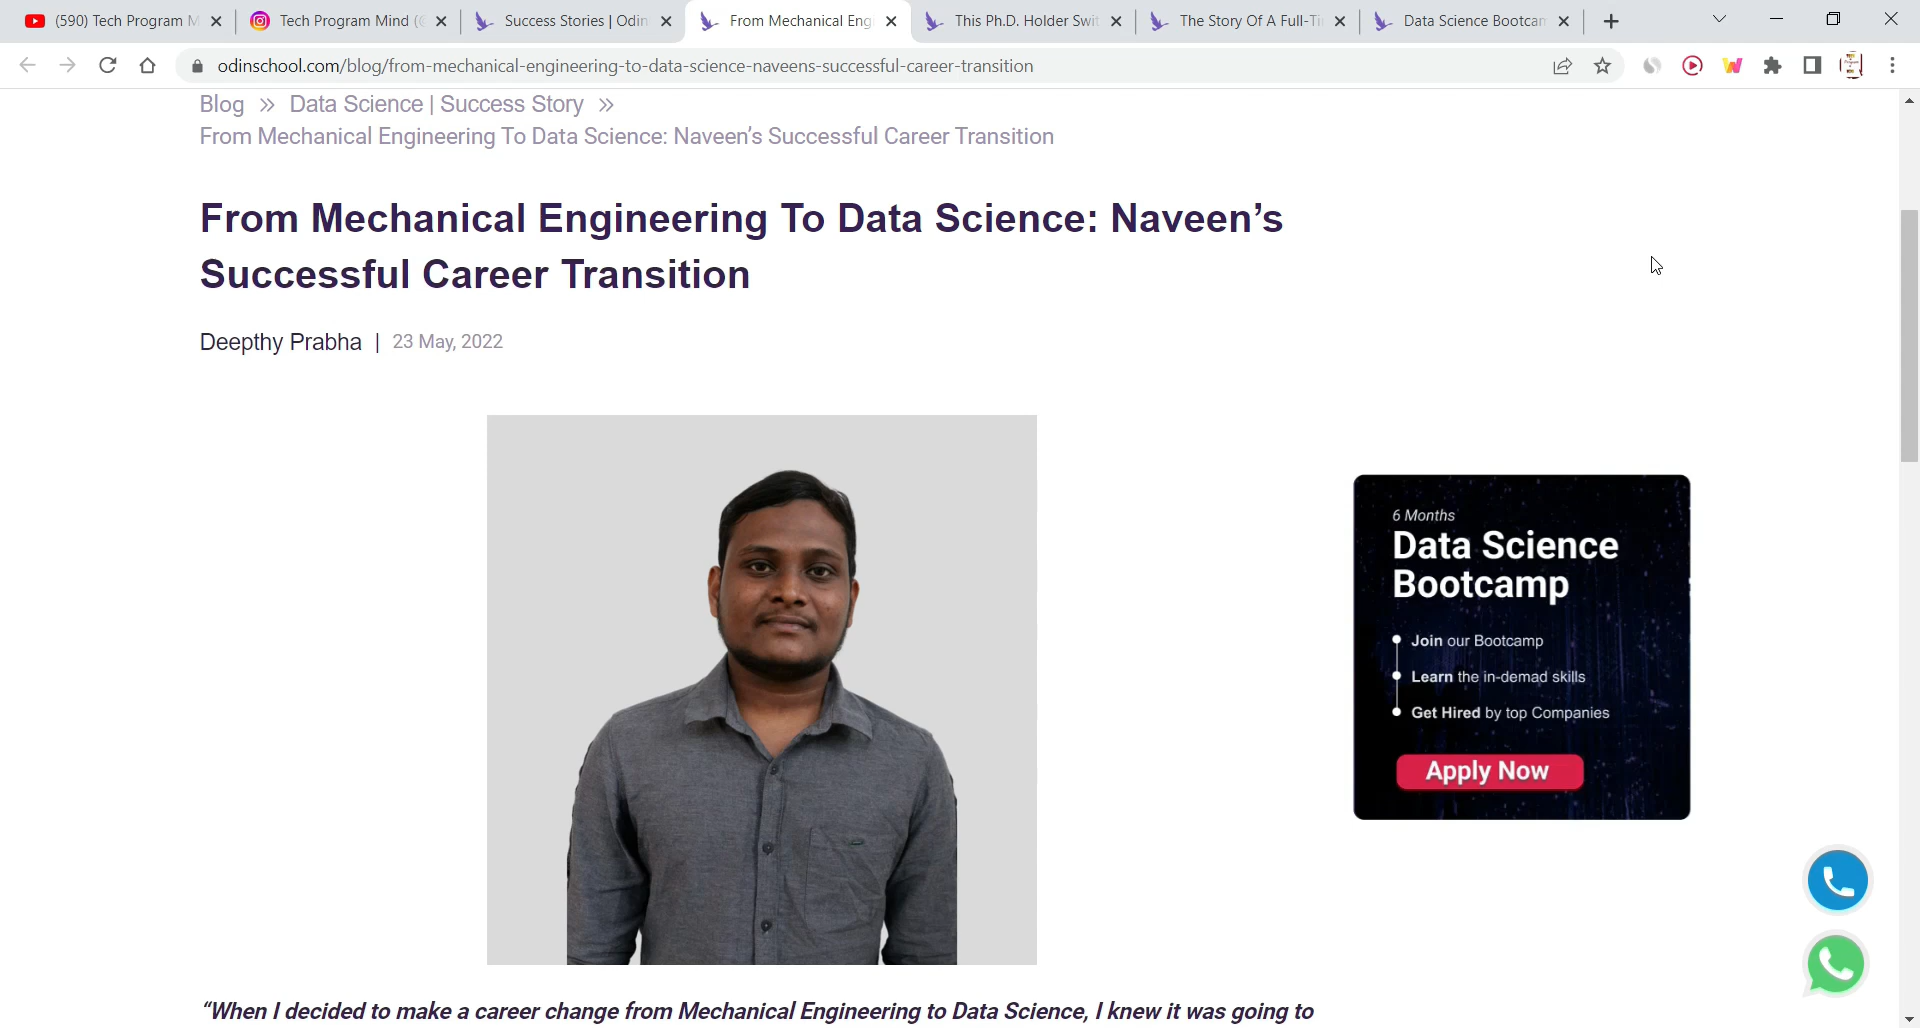 (590) Tech Program M
Tech Program Mind (
Success Stories | Odin
From Mechanical Eng
This Ph.D. Holder Swit
The Story Of A Full-Ti
Data Science Bootcam
odinschool.com/blog/from-mechanical-engineering-to-data-science-naveens-successful-career-transition
Blog » Data Science | Success Story »
From Mechanical Engineering To Data Science: Naveen’s Successful Career Transition
From Mechanical Engineering To Data Science: Naveen’s
Successful Career Transition
Deepthy Prabha | 23 May, 2022
6 Months
Data Science
Bootcamp
Join our Bootcamp
Learn the in-demad skills
Get Hired by top Companies
Apply Now
“When I decided to make a career change from Mechanical Engineering to Data Science, I knew it was going to